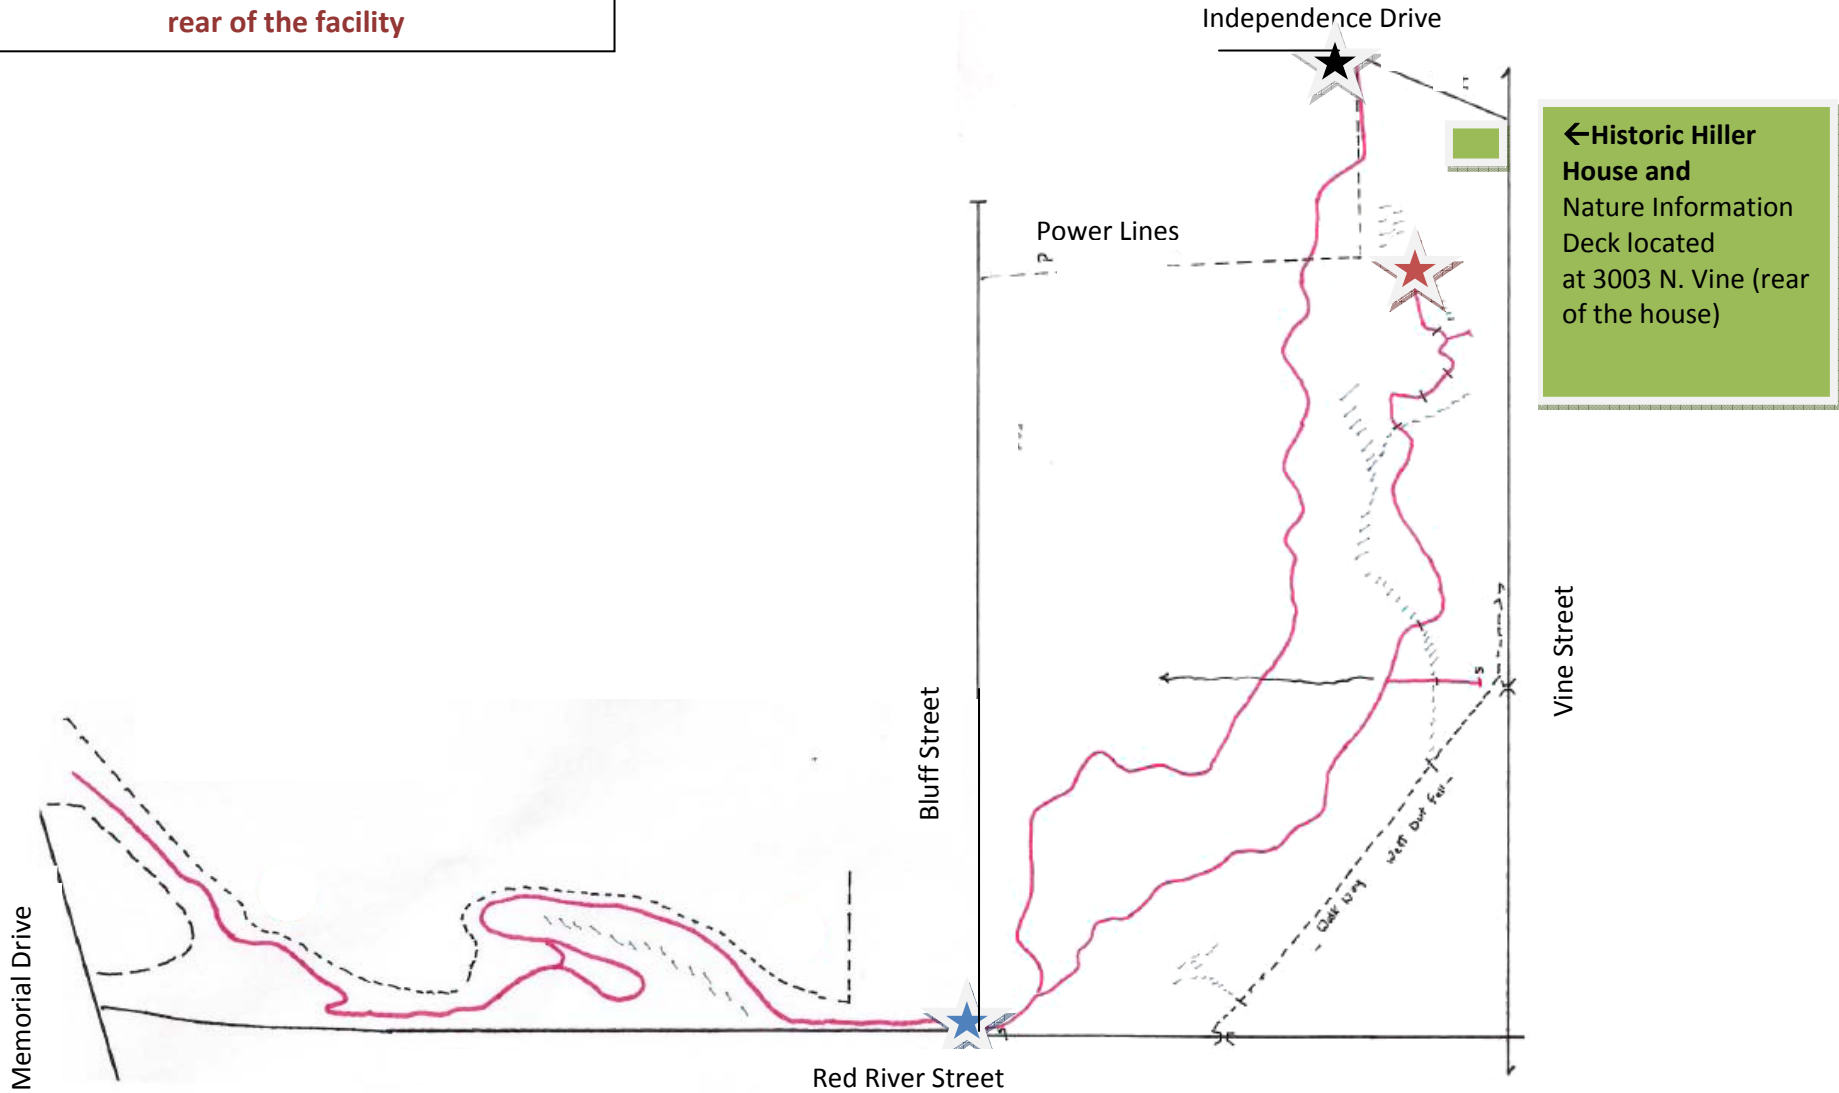 rear of the facility
Independence Drive
←Historic Hiller
House and
Nature Information
Deck located
at 3003 N. Vine (rear
of the house)
Power Lines
Bluff Street
Vine Street
- Walk Way
Memorial Drive
Red River Street